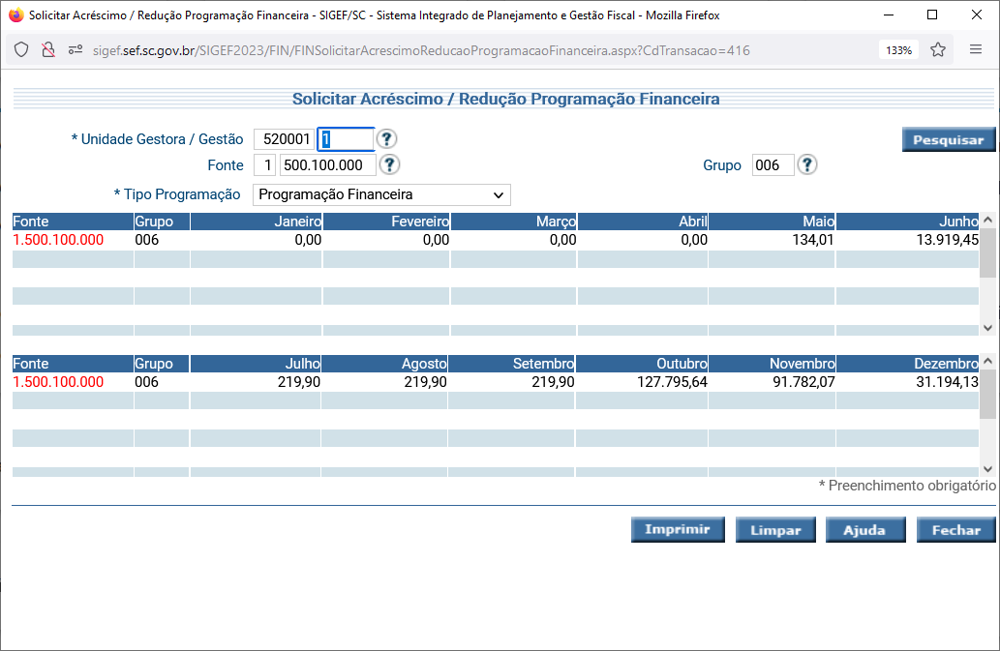 Solicitar Acréscimo / Redução Programação Financeira - SIGEF/SC - Sistema Integrado de Planejamento e Gestão Fiscal - Mozilla Firefox
sigef.sef.sc.gov.br/SIGEF2023/FIN/FINSolicitarAcrescimoReducaoProgramacaoFinanceira.aspx?CdTransacao=416 133%
Solicitar Acréscimo / Redução Programação Financeira
* Unidade Gestora / Gestão 520001 1 ? Pesquisar
Fonte 1 500.100.000 ? Grupo 006 ?
* Tipo Programação Programação Financeira
Fonte Grupo Janeiro Fevereiro Março Abril Maio Junho
1.500.100.000 006 0,00 0,00 0,00 0,00 134,01 13.919,45
Fonte Grupo Julho Agosto Setembro Outubro Novembro Dezembro
1.500.100.000 006 219,90 219,90 219,90 127.795,64 91.782,07 31.194,13
* Preenchimento obrigatório
Imprimir Limpar Ajuda Fechar